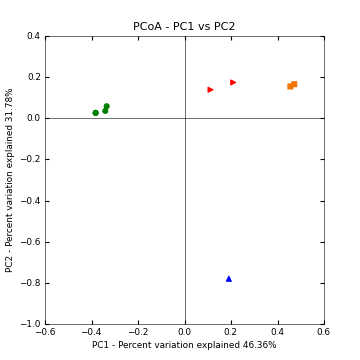 PCoA - PC1 vs PC2
0.4
0.2
0.0
−0.2
−0.4
−0.6
−0.8
−1.0
PC2 - Percent variation explained 31.78%
−0.6 −0.4 −0.2 0.0 0.2 0.4 0.6
PC1 - Percent variation explained 46.36%